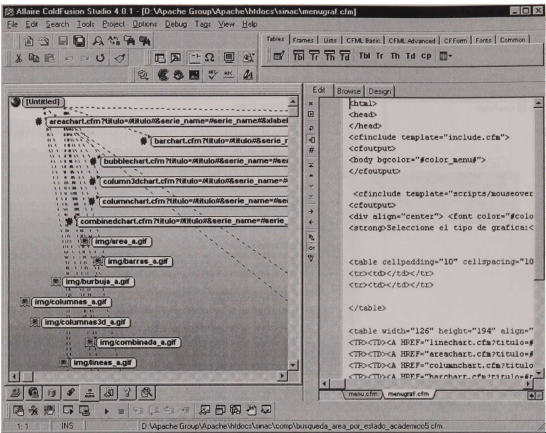 Allaire ColdFusion Studio 4.0.1 - [D:\Apache Group\Apache\htdocs\sinac\menugraf.cfm]
File Edit Search Tools Project Options Debug Tags View Help
Tables Frames Lists CFML Basic CFML Advanced CFForm Fonts Common
Tbl Tr Th Td Tbl Tr Th Td Cp
Edit Browse Design
[Untitled]
areachart.cfm?titulo=#titulo#&serie_name=#serie_name#&xlabel
barchart.cfm?titulo=#titulo#&serie_name=#se
bubblechart.cfm?titulo=#titulo#&serie_name=#se
column3dchart.cfm?titulo=#titulo#&serie_name=#
columnchart.cfm?titulo=#titulo#&serie_name=#s
combinedchart.cfm?titulo=#titulo#&serie_name=#serie_
img/area_a.gif
img/barras_a.gif
img/burbuja_a.gif
img/columnas_a.gif
img/columnas3d_a.gif
img/combinada_a.gif
img/lineas_a.gif
<html>
<head>
</head>
<cfinclude template="include.cfm">
<cfoutput>
<body bgcolor="#color_menu#">
</cfoutput>
<cfinclude template="scripts/mouseover
<cfoutput>
<div align="center"> <font color="#colo
<strong>Seleccione el tipo de grafica:<
<table cellpadding="10" cellspacing="10
<tr><td></td></tr>
<tr><td></td></tr>
</table>
<table width="126" height="194" align="
<TR><TD><A HREF="linechart.cfm?titulo=#
<TR><TD><A HREF="areachart.cfm?titulo=#
<TR><TD><A HREF="columnchart.cfm?titulo
<TR><TD><A HREF="barchart.cfm?titulo=#
menu.cfm menugraf.cfm
1:1 INS D:\Apache Group\Apache\htdocs\sinac\comp\busqueda_area_por_estado_academico5.cfm